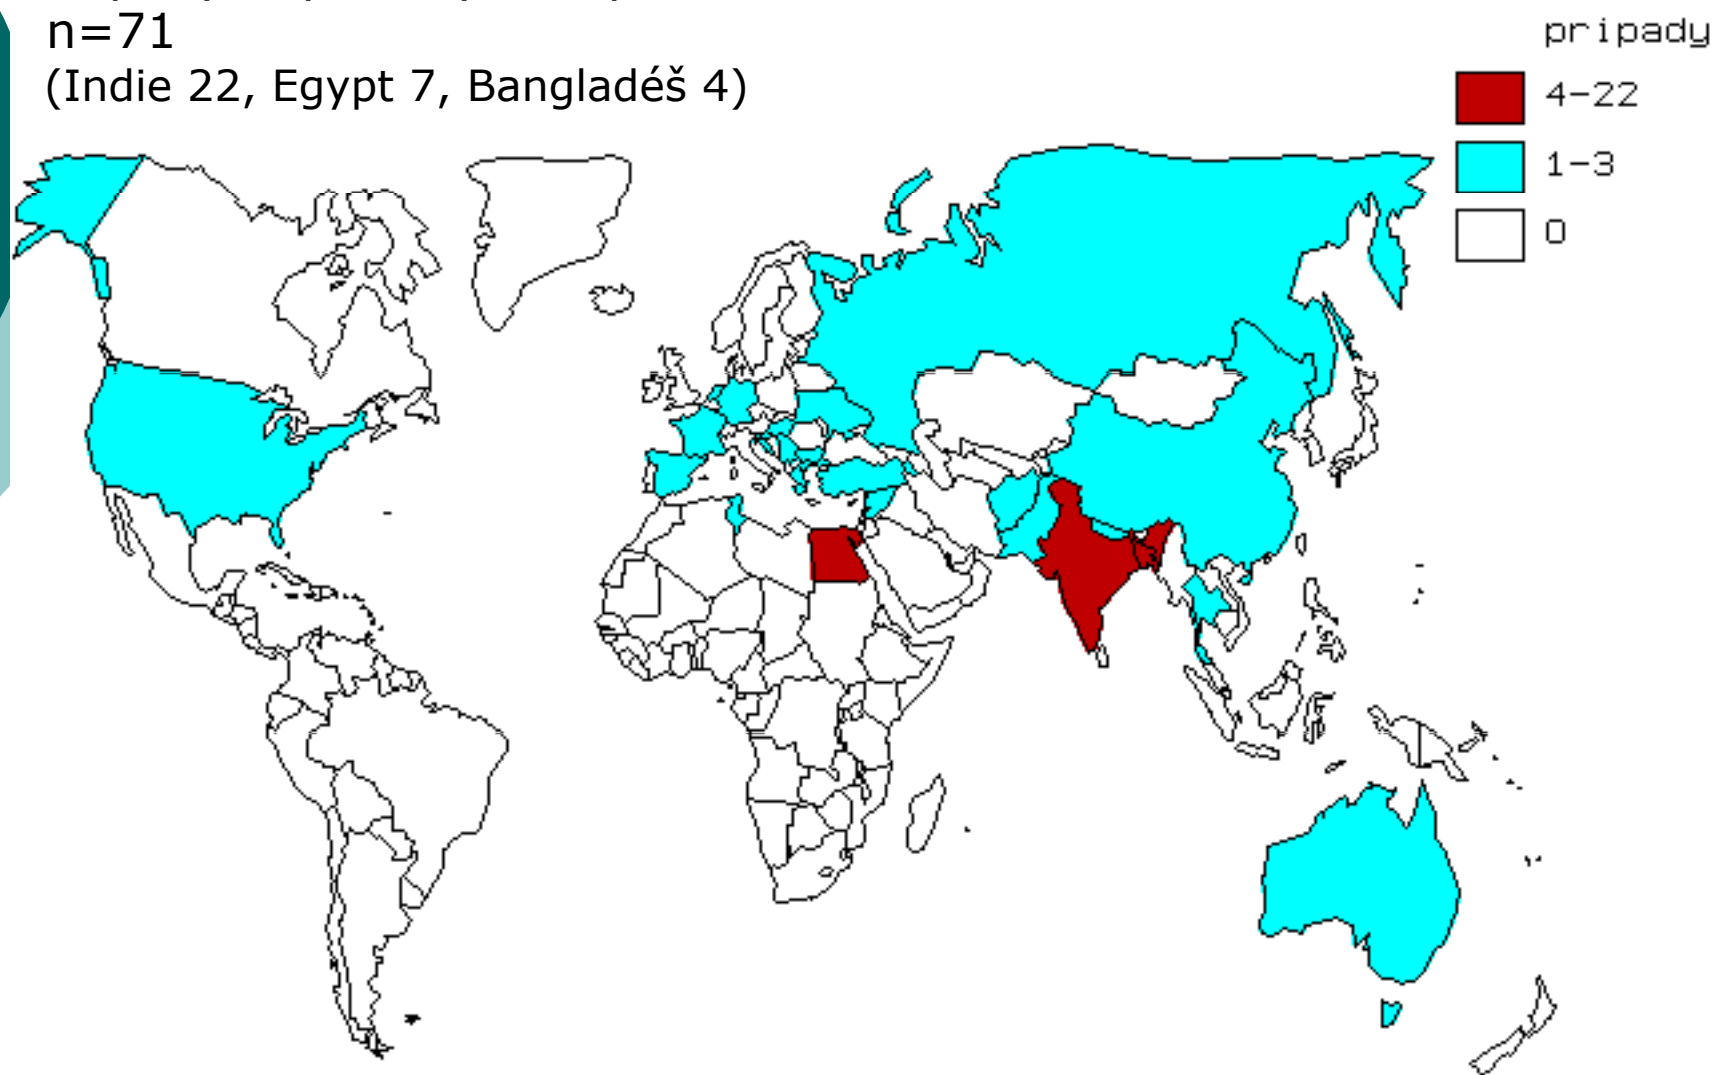 n=71
(Indie 22, Egypt 7, Bangladéš 4)
pripady
4-22
1-3
0